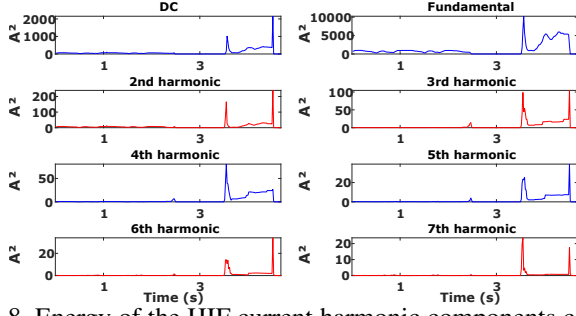 DC
Fundamental
A²
2000
1000
0
1
3
A²
10000
5000
0
1
3
2nd harmonic
3rd harmonic
A²
200
100
0
1
3
A²
100
50
0
1
3
4th harmonic
5th harmonic
A²
50
0
1
3
A²
20
0
1
3
6th harmonic
7th harmonic
A²
20
0
1
3
Time (s)
A²
20
10
0
1
3
Time (s)
8. Energy of the HIF current harmonic components